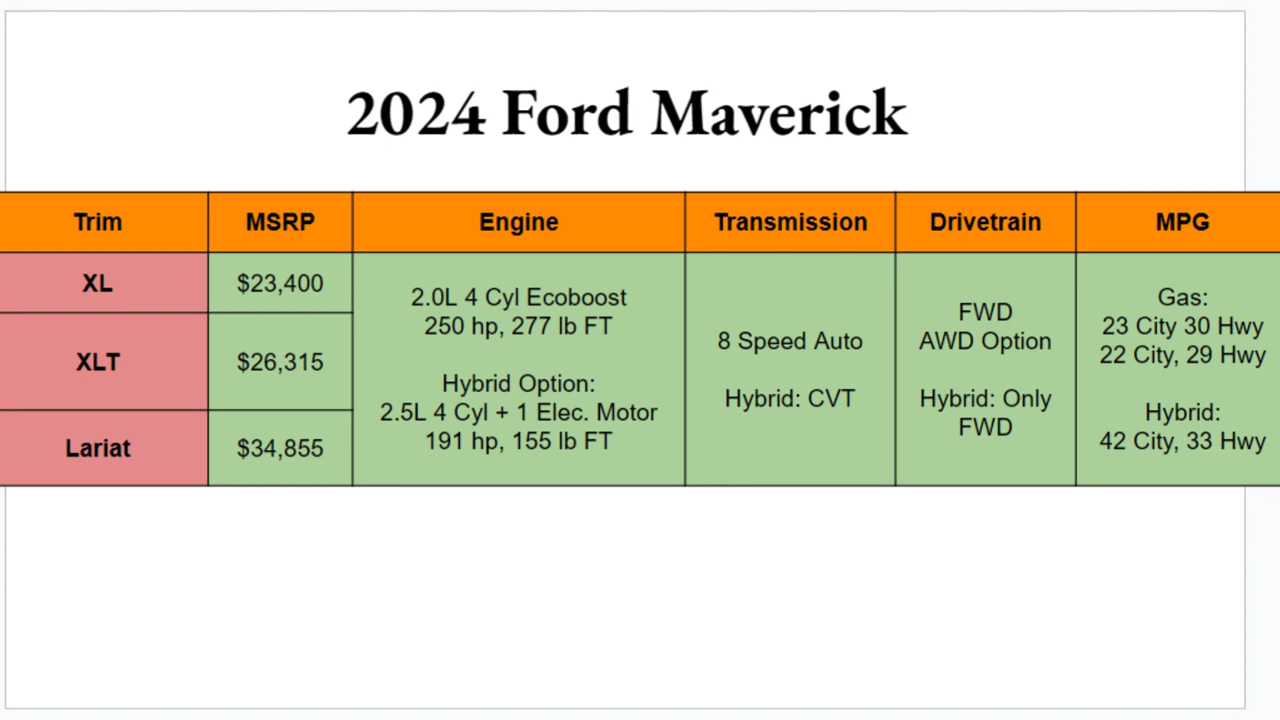 2024 Ford Maverick
Trim
MSRP
Engine
Transmission
Drivetrain
MPG
XL
$23,400
XLT
$26,315
Lariat
$34,855
2.0L 4 Cyl Ecoboost
250 hp, 277 lb FT
Hybrid Option:
2.5L 4 Cyl + 1 Elec. Motor
191 hp, 155 lb FT
8 Speed Auto
Hybrid: CVT
FWD
AWD Option
Hybrid: Only
FWD
Gas:
23 City 30 Hwy
22 City, 29 Hwy
Hybrid:
42 City, 33 Hwy